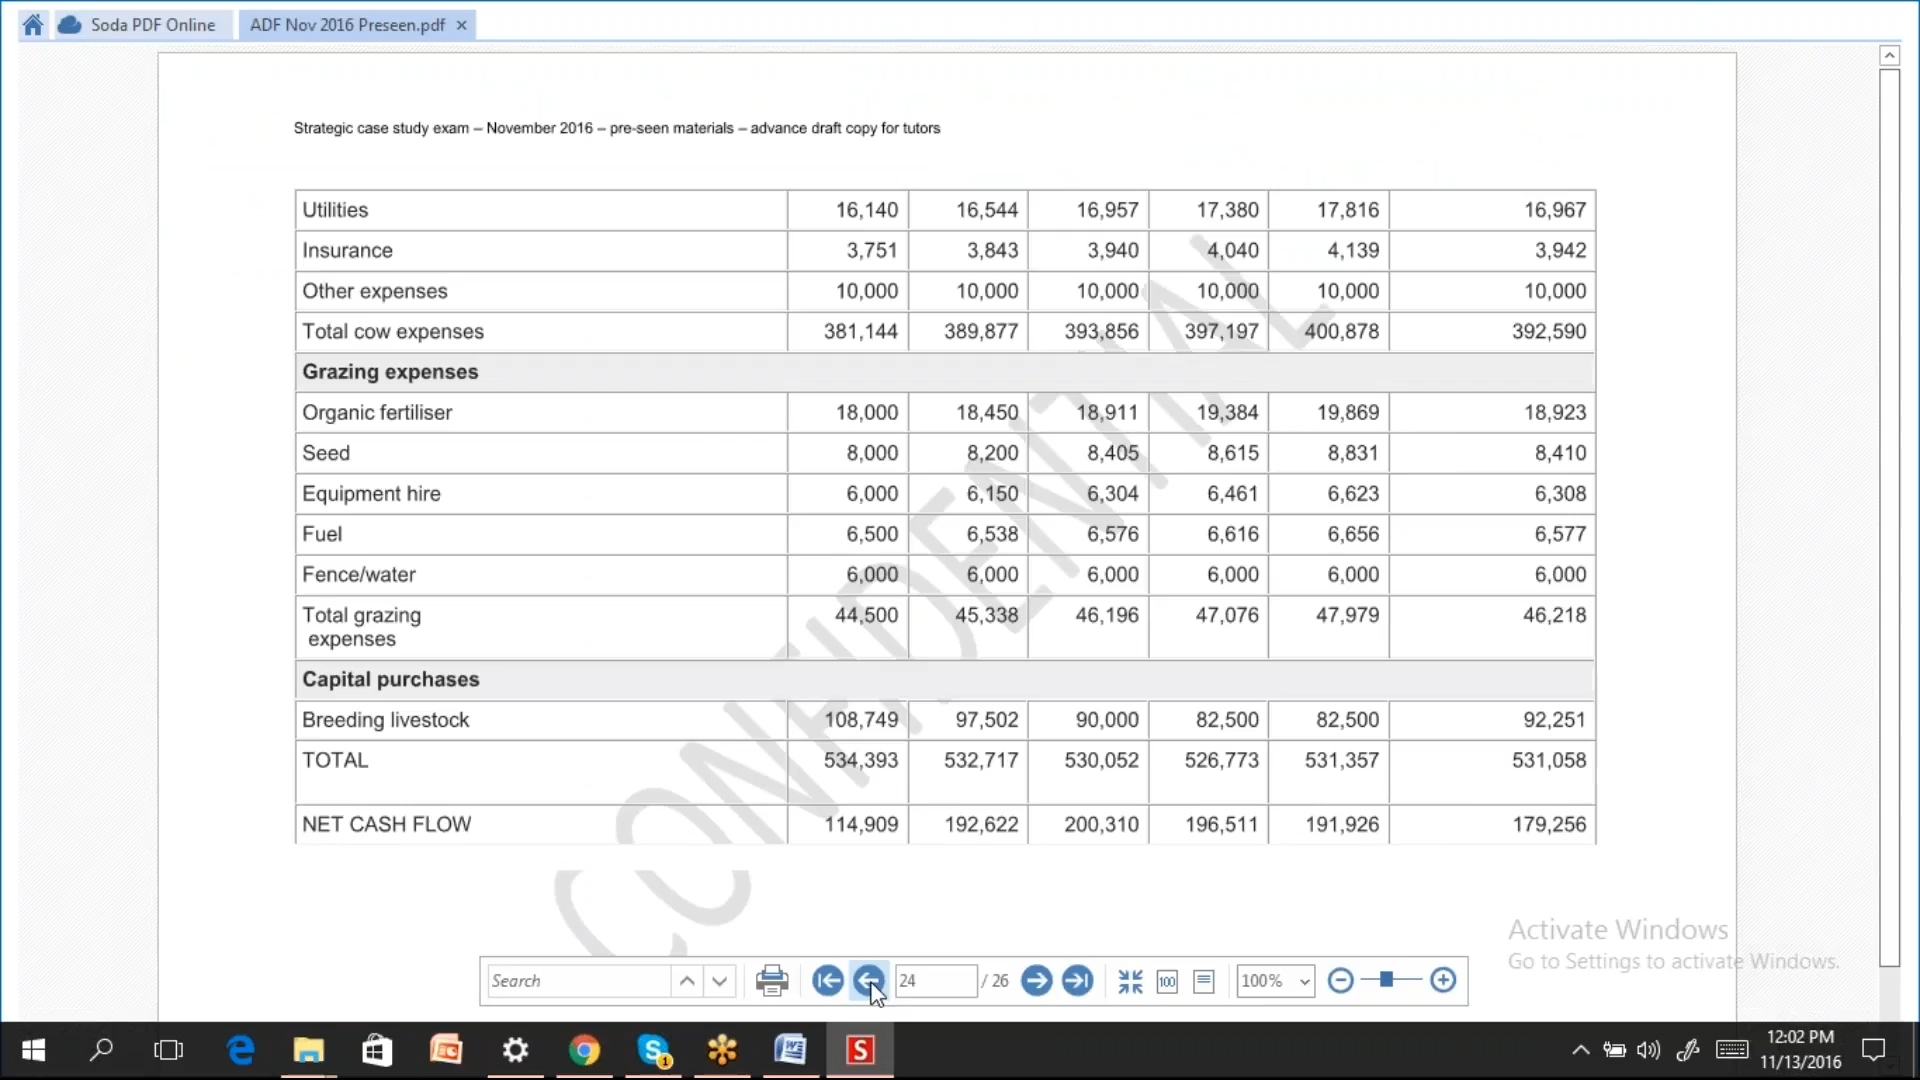 Soda PDF Online ADF Nov 2016 Preseen.pdf ×
Strategic case study exam – November 2016 – pre-seen materials – advance draft copy for tutors
Utilities 16,140 16,544 16,957 17,380 17,816 16,967
Insurance 3,751 3,843 3,940 4,040 4,139 3,942
Other expenses 10,000 10,000 10,000 10,000 10,000 10,000
Total cow expenses 381,144 389,877 393,856 397,197 400,878 392,590
Grazing expenses
Organic fertiliser 18,000 18,450 18,911 19,384 19,869 18,923
Seed 8,000 8,200 8,405 8,615 8,831 8,410
Equipment hire 6,000 6,150 6,304 6,461 6,623 6,308
Fuel 6,500 6,538 6,576 6,616 6,656 6,577
Fence/water 6,000 6,000 6,000 6,000 6,000 6,000
Total grazing 44,500 45,338 46,196 47,076 47,979 46,218
expenses
Capital purchases
Breeding livestock 108,749 97,502 90,000 82,500 82,500 92,251
TOTAL 534,393 532,717 530,052 526,773 531,357 531,058
NET CASH FLOW 114,909 192,622 200,310 196,511 191,926 179,256
CONFIDENTIAL
Activate Windows
Go to Settings to activate Windows.
Search 24 / 26 100 100%
S 1 S
12:02 PM
11/13/2016